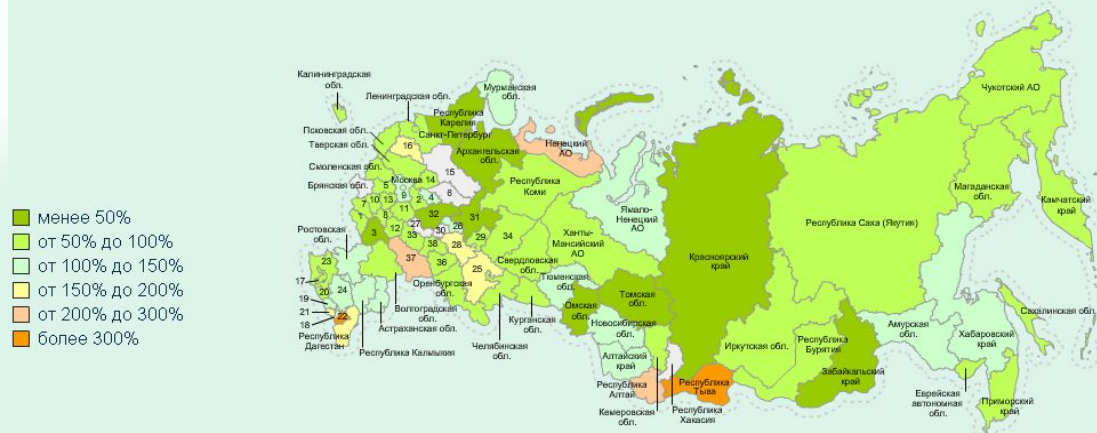 менее 50%
от 50% до 100%
от 100% до 150%
от 150% до 200%
от 200% до 300%
более 300%
Калининградская
обл.
Ленинградская обл.
Псковская обл.
Тверская обл.
Смоленская обл.
Брянская обл.
Мурманская
обл.
Республика
Карелия
Санкт-Петербург
Архангельская
обл.
Ненецкий
АО
Москва
Республика
Коми
Ямало-
Ненецкий
АО
Ханты-
Мансийский
АО
Свердловская
обл.
Тюменская
обл.
Оренбургская
обл.
Ростовская
обл.
Волгоградская
обл.
Астраханская обл.
Республика Калмыкия
Республика
Дагестан
Челябинская
обл.
Курганская
обл.
Омская
обл.
Томская
обл.
Новосибирская
обл.
Алтайский
край
Республика
Алтай
Кемеровская
обл.
Республика
Хакасия
Республика
Тыва
Красноярский
край
Иркутская обл.
Республика
Бурятия
Забайкальский
край
Республика Саха (Якутия)
Амурская
обл.
Хабаровский
край
Еврейская
автономная
обл.
Приморский
край
Сахалинская обл.
Магаданская
обл.
Камчатский
край
Чукотский АО
16
15
14
6
5
9
4
7
10
13
2
1
8
11
3
12
32
27
30
26
31
33
38
28
29
34
37
36
25
23
17
20
24
19
21
18
22